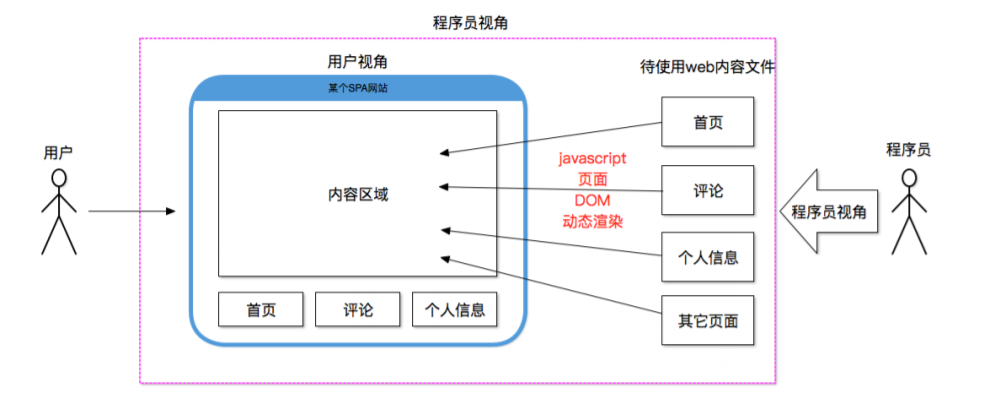 程序员视角
用户视角
待使用web内容文件
某个SPA网站
首页
用户
程序员
javascript
页面
DOM
动态渲染
内容区域
评论
程序员视角
个人信息
首页
评论
个人信息
其它页面